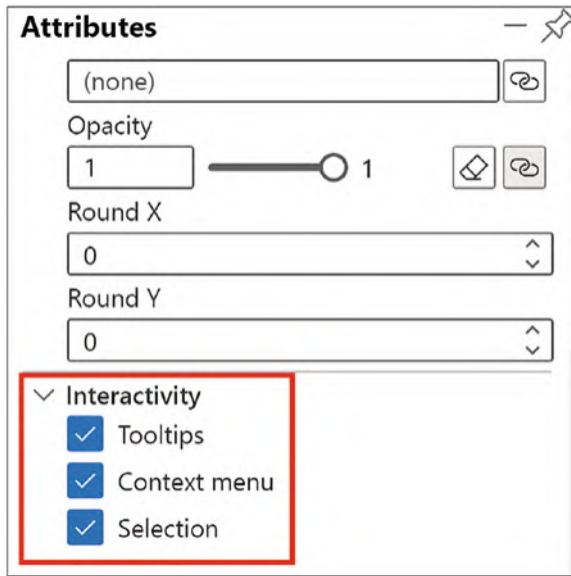 Attributes
(none)
Opacity
1 1
Round X
0
Round Y
0
Interactivity
Tooltips
Context menu
Selection